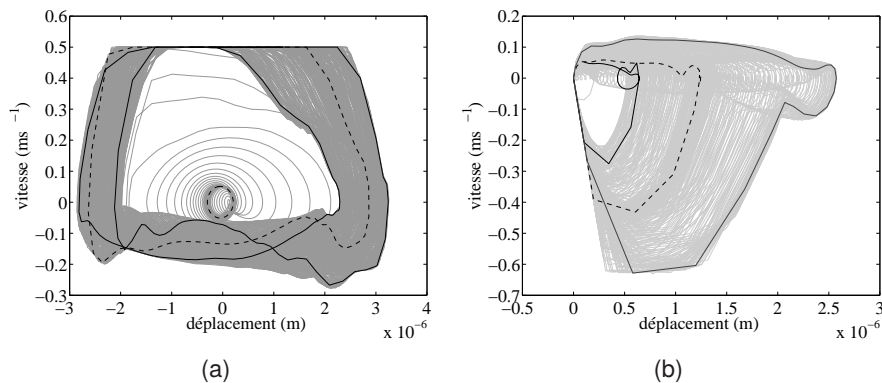 0.6
0.5
0.4
0.3
0.2
0.1
0
−0.1
−0.2
−0.3
vitesse (ms −1)
−3 −2 −1 0 1 2 3 4
déplacement (m)
x 10−6
(a)
0.2
0.1
0
−0.1
−0.2
−0.3
−0.4
−0.5
−0.6
−0.7
vitesse (ms −1)
−0.5 0 0.5 1 1.5 2 2.5 3
déplacement (m)
x 10−6
(b)